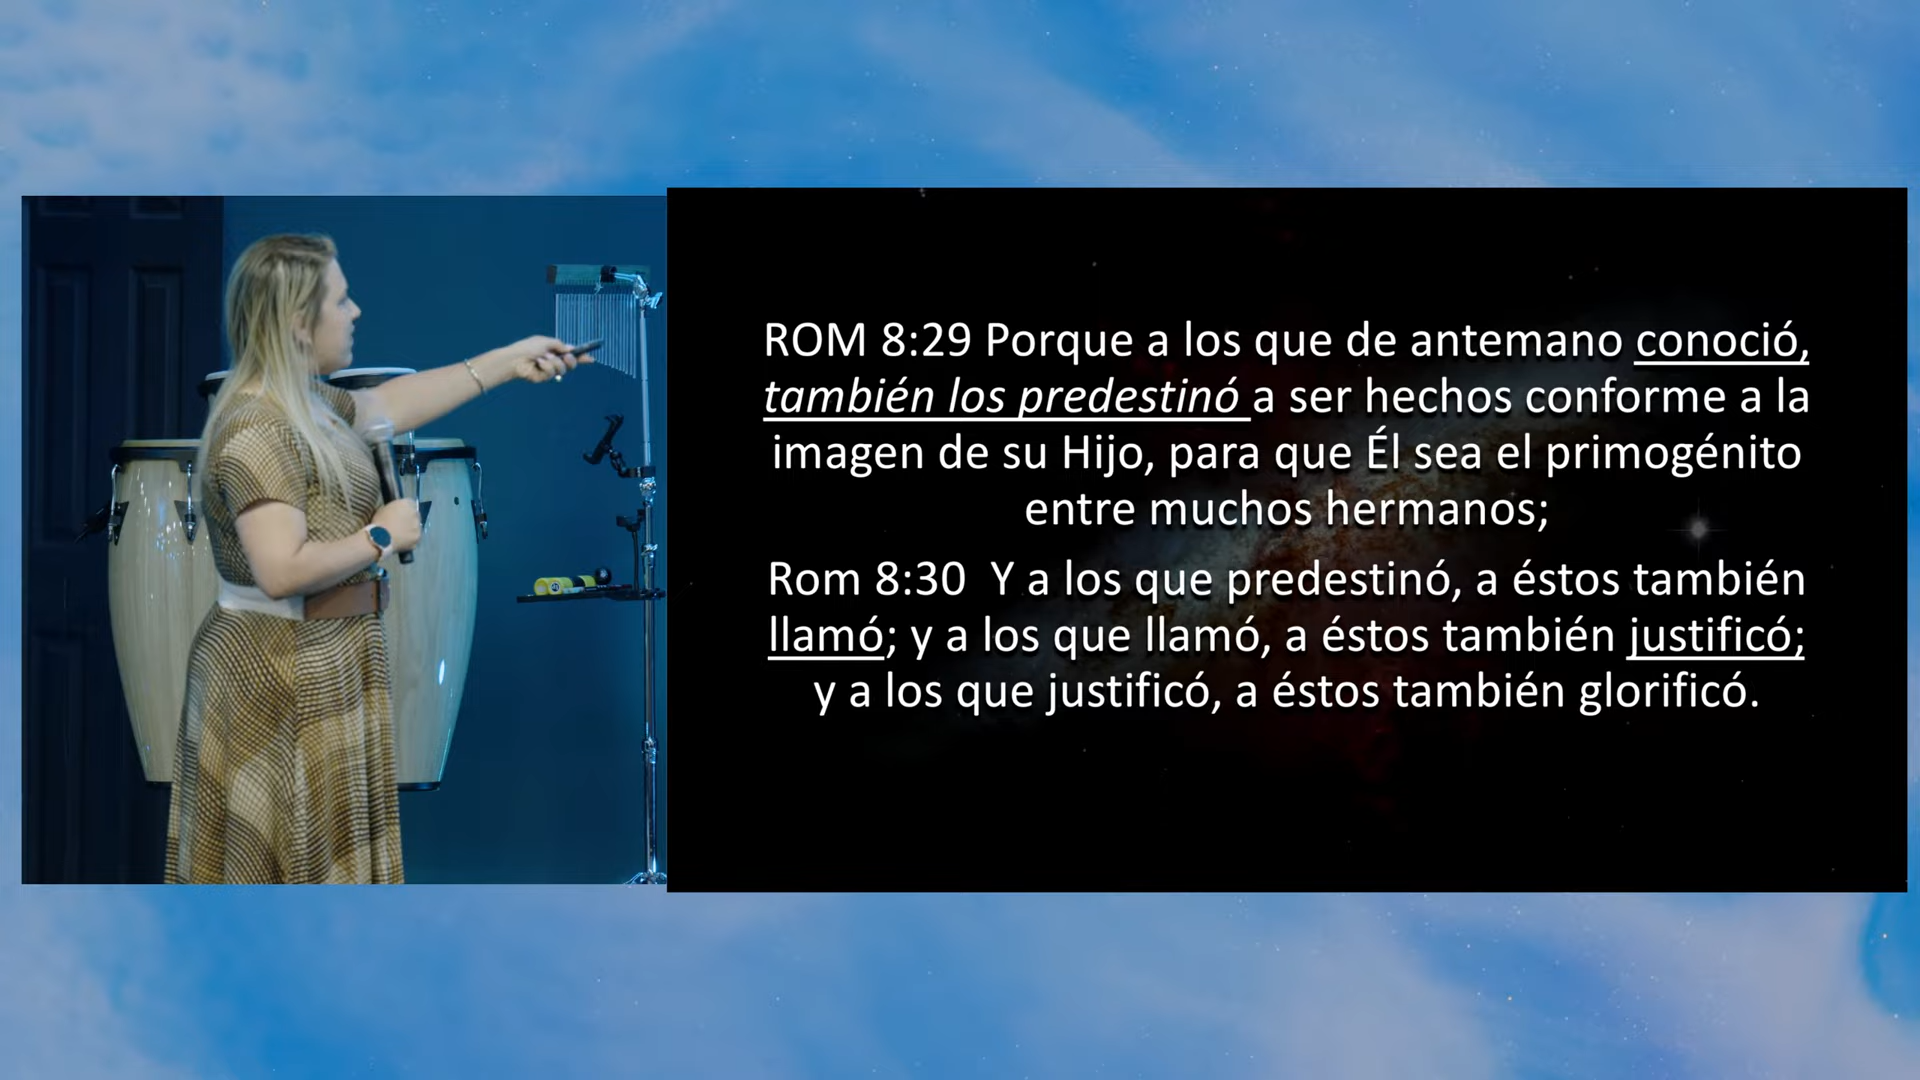 ROM 8:29 Porque a los que de antemano conoció,
también los predestinó a ser hechos conforme a la
imagen de su Hijo, para que Él sea el primogénito
entre muchos hermanos;
Rom 8:30  Y a los que predestinó, a éstos también
llamó; y a los que llamó, a éstos también justificó;
y a los que justificó, a éstos también glorificó.